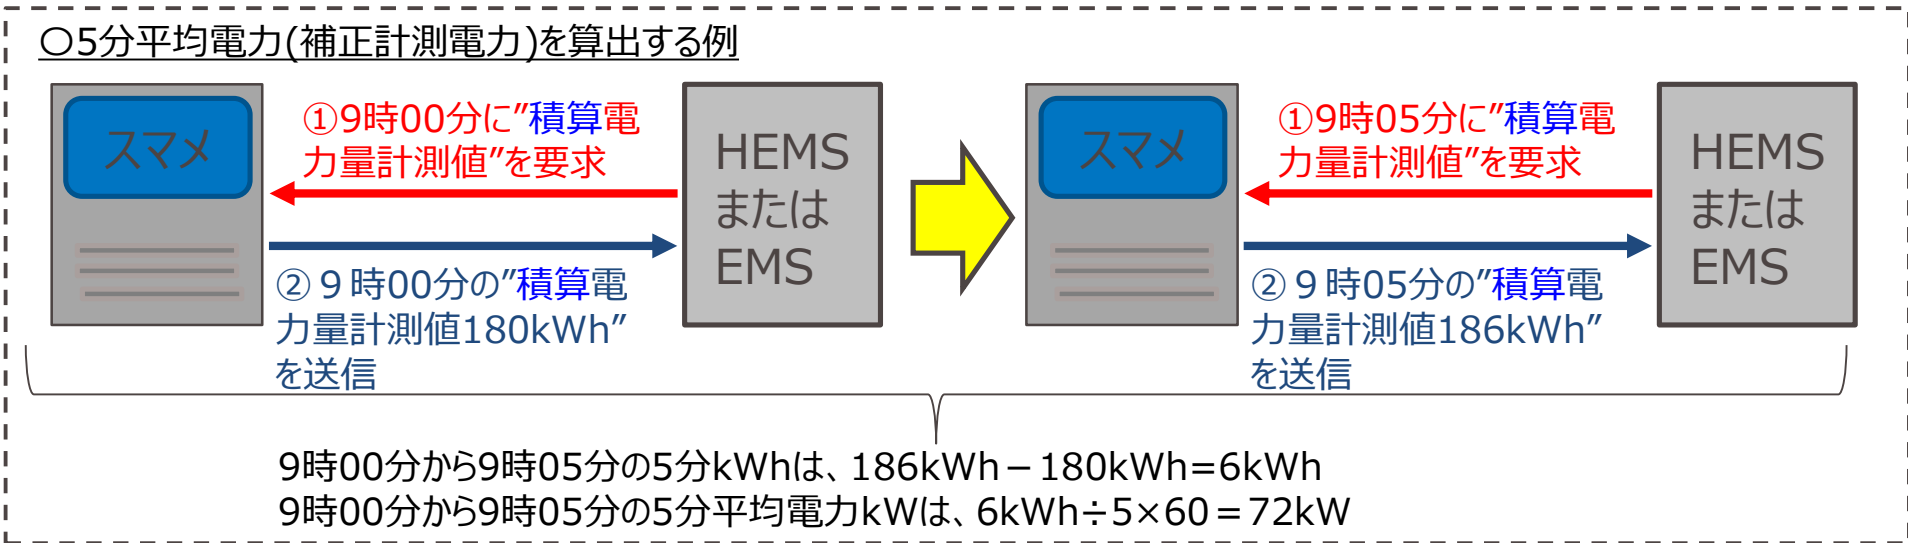 〇5分平均電力(補正計測電力)を算出する例
スマメ
①9時00分に”積算電
力量計測値”を要求
②９時00分の”積算電
力量計測値180kWh”
を送信
HEMS
または
EMS
スマメ
①9時05分に”積算電
力量計測値”を要求
②９時05分の”積算電
力量計測値186kWh”
を送信
HEMS
または
EMS
9時00分から9時05分の5分kWhは、186kWh－180kWh=6kWh
9時00分から9時05分の5分平均電力kWは、6kWh÷5×60＝72kW